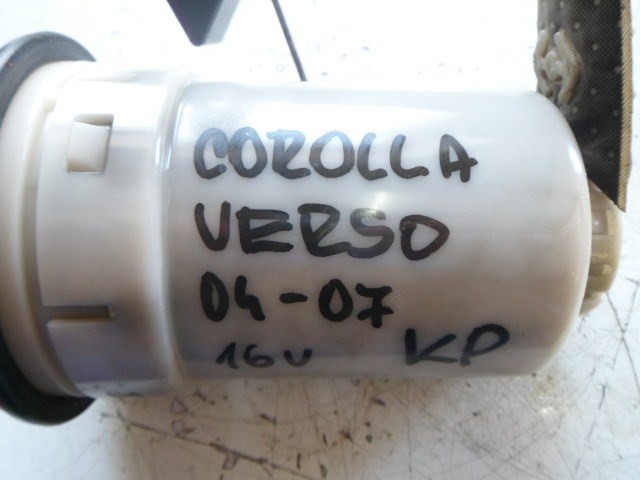 COROLLA
VERSO
04-07
16v KP